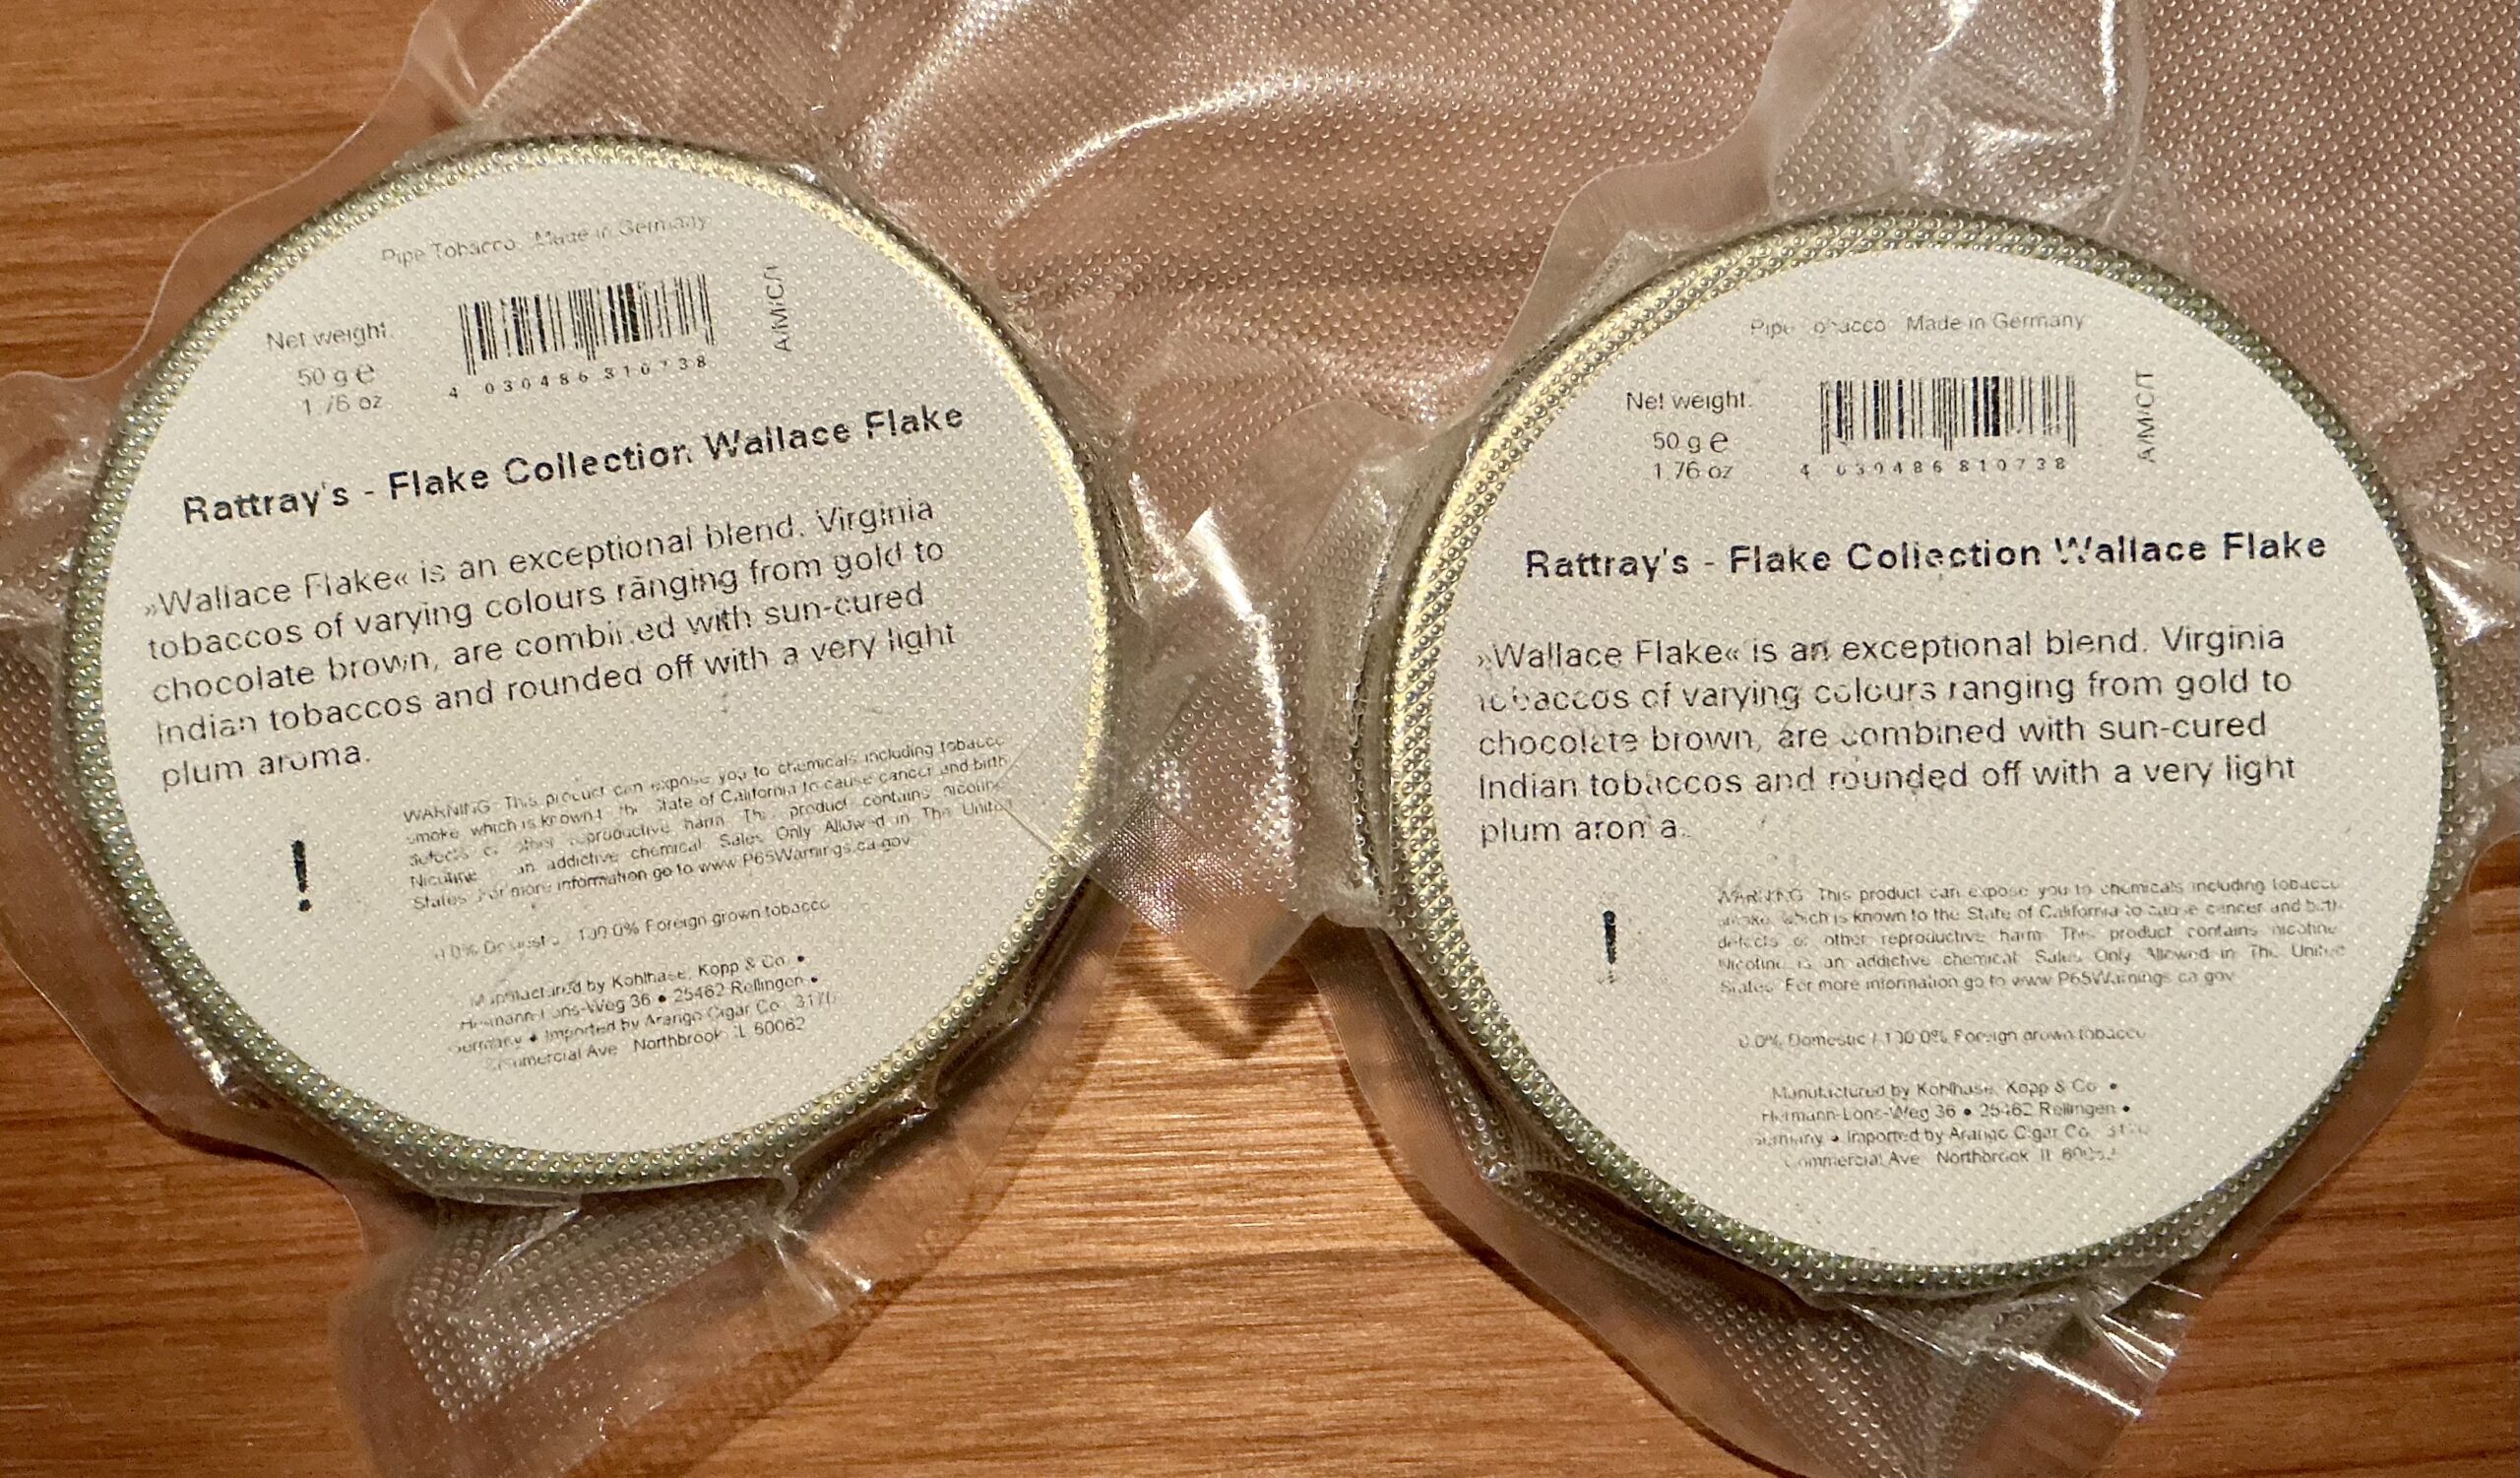 Pipe Tobacco Made in Germany
Net weight.
50 g e
1.76 oz
4 030486 810738
Rattray's - Flake Collection Wallace Flake
»Wallace Flake« is an exceptional blend. Virginia
tobaccos of varying colours ranging from gold to
chocolate brown, are combined with sun-cured
Indian tobaccos and rounded off with a very light
plum aroma.
!
WARNING This product can expose you to chemicals including tobacco
smoke which is known to the State of California to cause cancer and birth
defects or other reproductive harm This product contains nicotine
Nicotine is an addictive chemical Sales Only Allowed in The United
States For more information go to www P65Warnings.ca.gov
0.0% Domestic / 100.0% Foreign grown tobacco
Manufactured by Kohlhase, Kopp & Co •
Hermann-Lons-Weg 36 • 25462 Rellingen •
Germany • Imported by Arango Cigar Co
Commercial Ave Northbrook IL 60062
Pipe Tobacco Made in Germany
Net weight.
50 g e
1.76 oz
4 030486 810738
A/M/C/T
Rattray's - Flake Collection Wallace Flake
»Wallace Flake« is an exceptional blend. Virginia
tobaccos of varying colours ranging from gold to
chocolate brown, are combined with sun-cured
Indian tobaccos and rounded off with a very light
plum aroma.
!
WARNING This product can expose you to chemicals including tobacco
smoke which is known to the State of California to cause cancer and birth
defects or other reproductive harm This product contains nicotine
Nicotine is an addictive chemical Sales Only Allowed in The United
States For more information go to www P65Warnings ca gov
0.0% Domestic / 100.0% Foreign grown tobacco
Manufactured by Kohlhase, Kopp & Co •
Hermann-Lons-Weg 36 • 25462 Rellingen •
Germany • Imported by Arango Cigar Co
Commercial Ave Northbrook IL